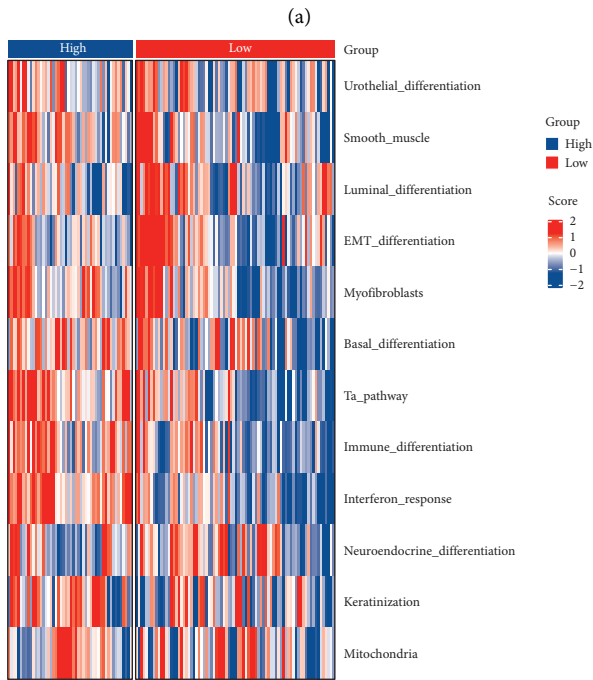 (a)
High
Low
Group
Urothelial_differentiation
Smooth_muscle
Luminal_differentiation
EMT_differentiation
Myofibroblasts
Basal_differentiation
Ta_pathway
Immune_differentiation
Interferon_response
Neuroendocrine_differentiation
Keratinization
Mitochondria
Group
High
Low
Score
2
1
0
−1
−2